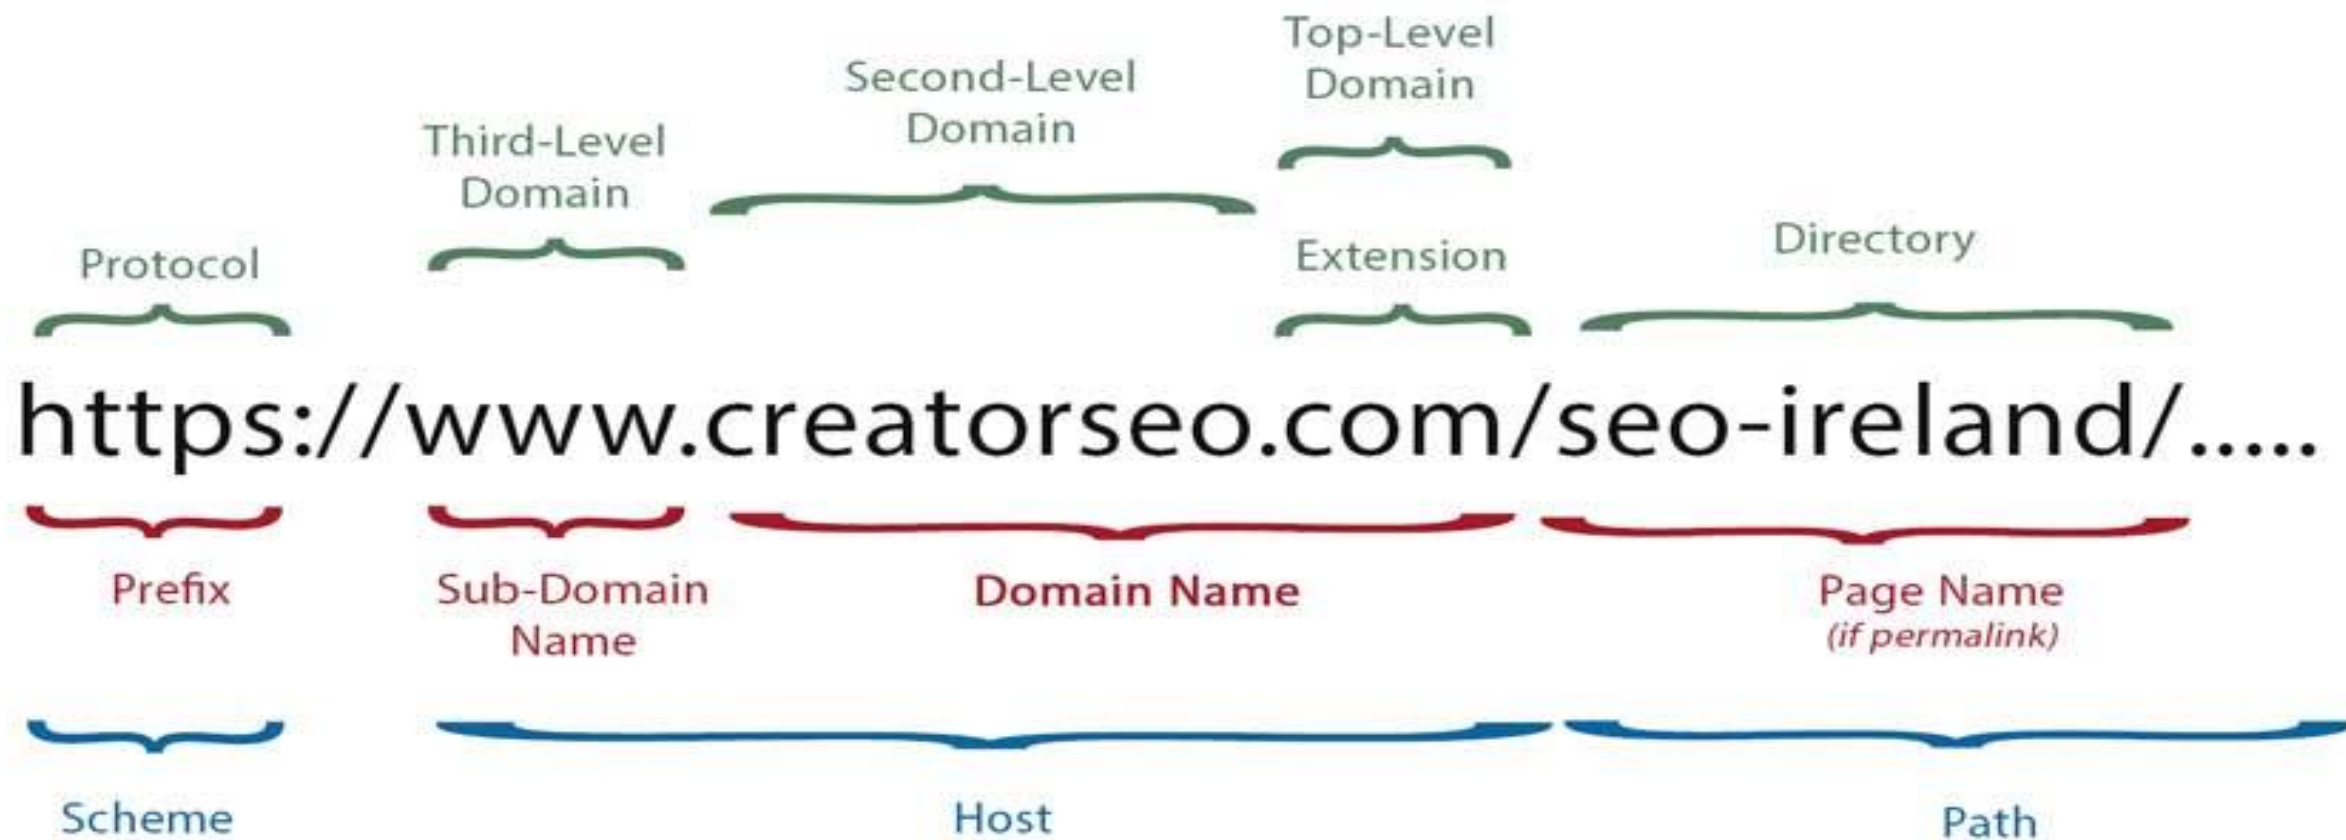 Top-Level
Domain
Second-Level
Domain
Third-Level
Domain
Protocol
Extension
Directory
https://www.creatorseo.com/seo-ireland/.....
Prefix
Sub-Domain
Name
Domain Name
Page Name
(if permalink)
Scheme
Host
Path